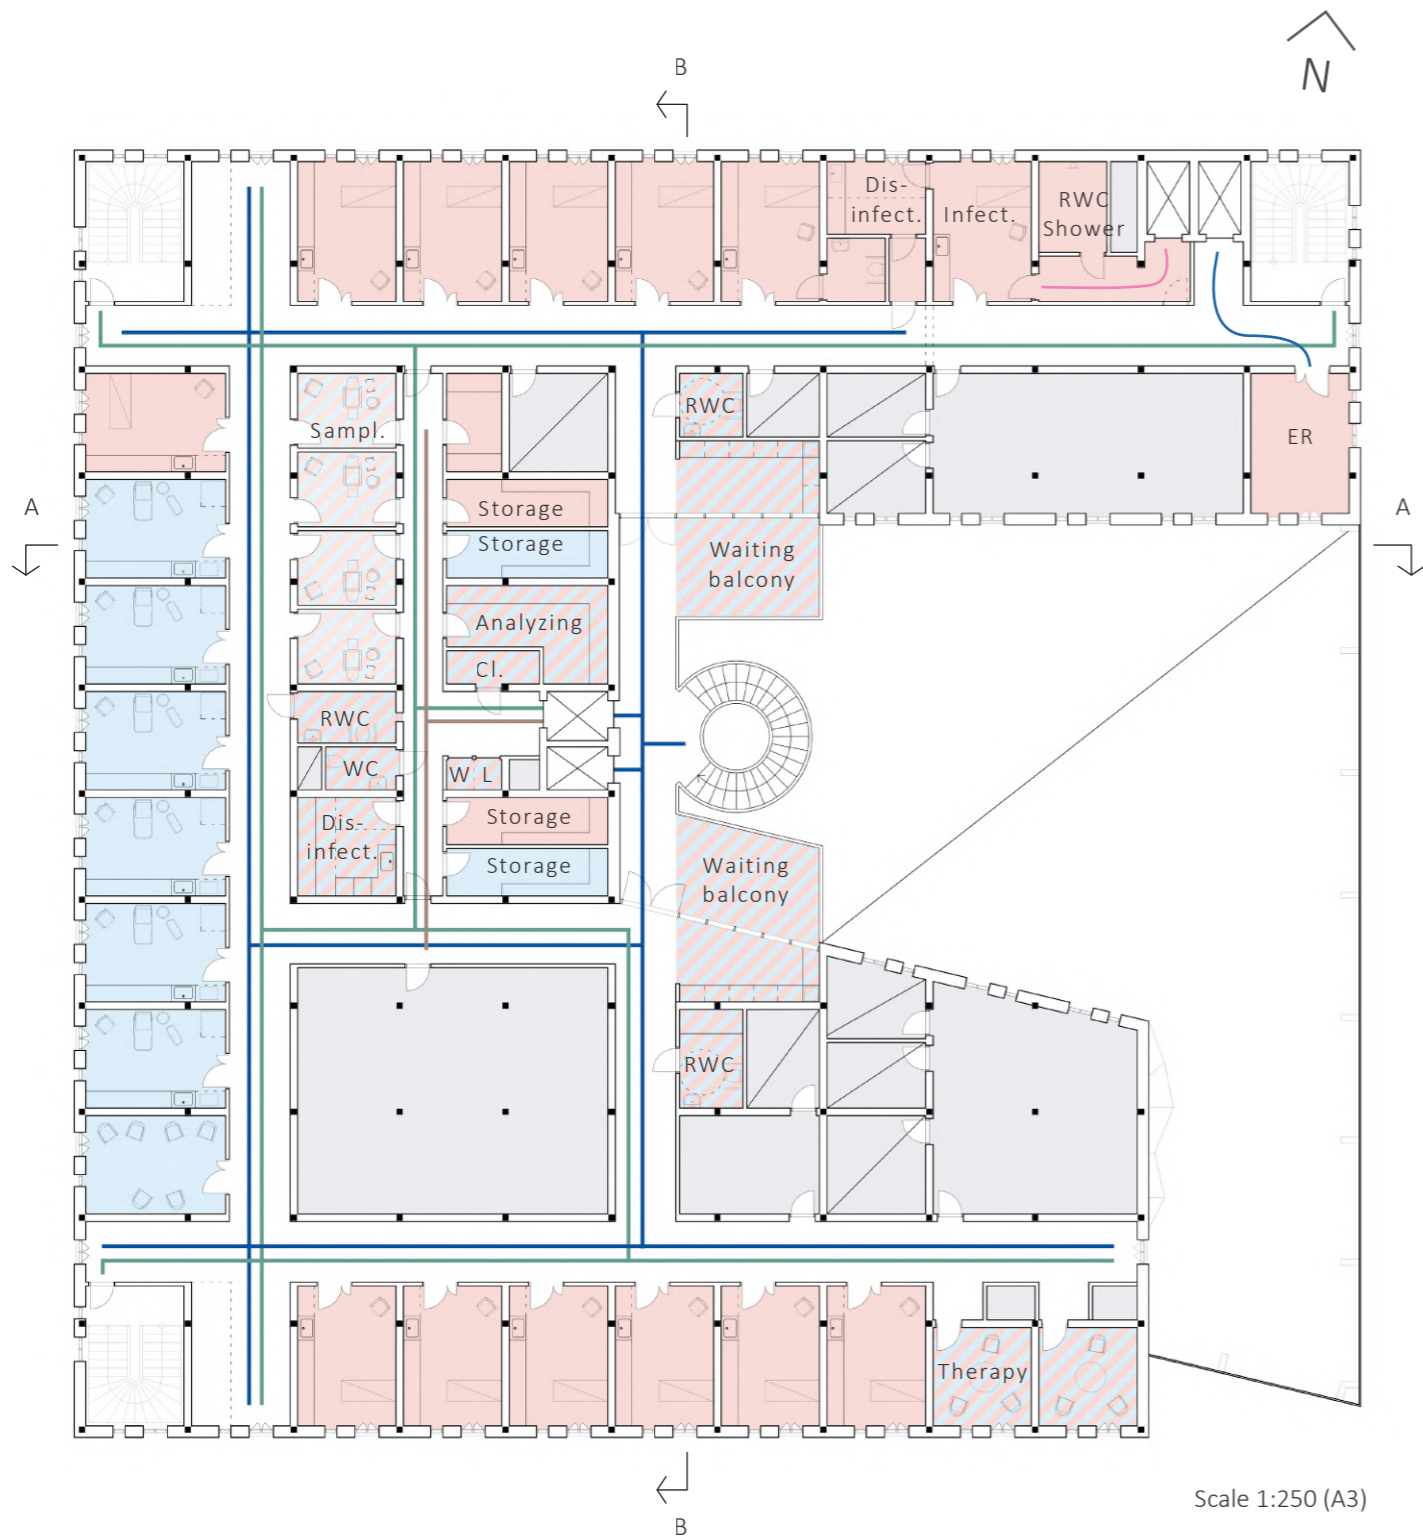 N
B
Dis-
infect.
Infect.
RWC
Shower
RWC
Sampl.
ER
A
A
Storage
Storage
Waiting
balcony
Analyzing
Cl.
RWC
WC
W L
Storage
Dis-
infect.
Storage
Waiting
balcony
RWC
Therapy
Scale 1:250 (A3)
B